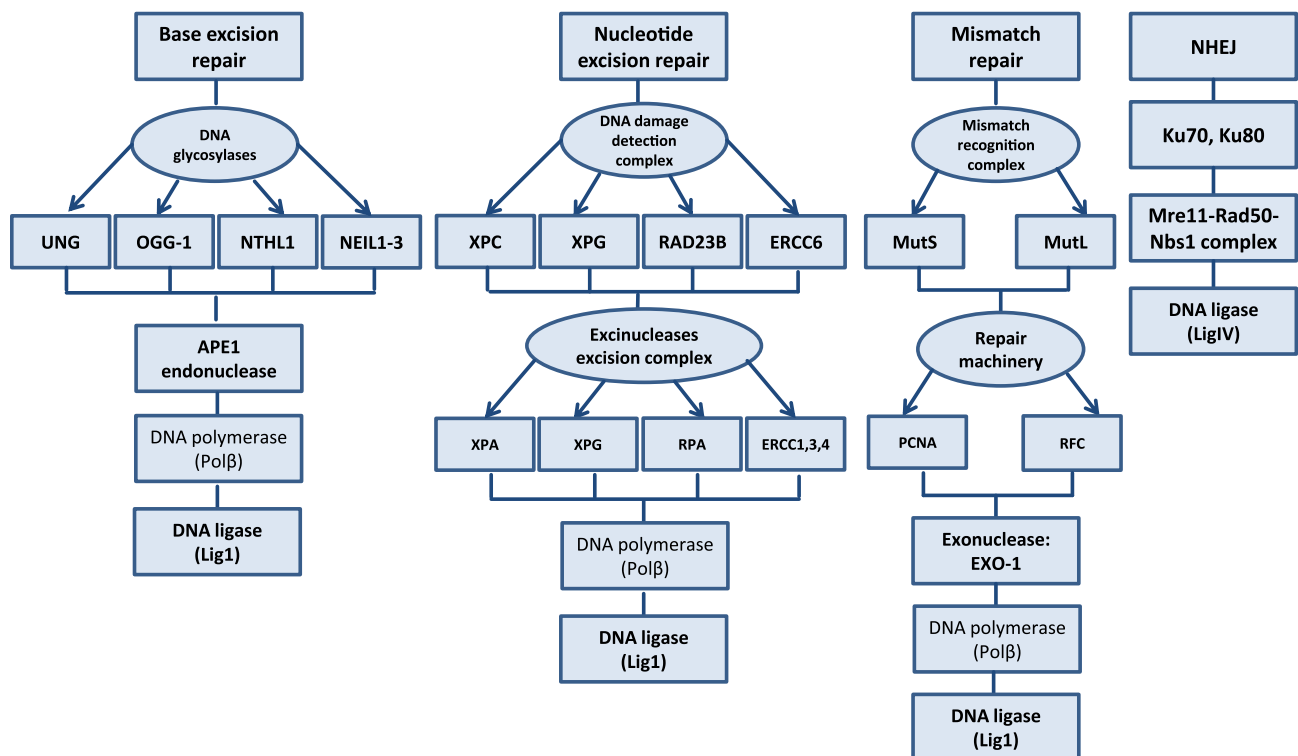 Base excision
repair
DNA
glycosylases
UNG
OGG-1
NTHL1
NEIL1-3
APE1
endonuclease
DNA polymerase
(Polβ)
DNA ligase
(Lig1)
Nucleotide
excision repair
DNA damage
detection
complex
XPC
XPG
RAD23B
ERCC6
Excinucleases
excision complex
XPA
XPG
RPA
ERCC1,3,4
DNA polymerase
(Polβ)
DNA ligase
(Lig1)
Mismatch
repair
Mismatch
recognition
complex
MutS
MutL
Repair
machinery
PCNA
RFC
Exonuclease:
EXO-1
DNA polymerase
(Polβ)
DNA ligase
(Lig1)
NHEJ
Ku70, Ku80
Mre11-Rad50-
Nbs1 complex
DNA ligase
(LigIV)